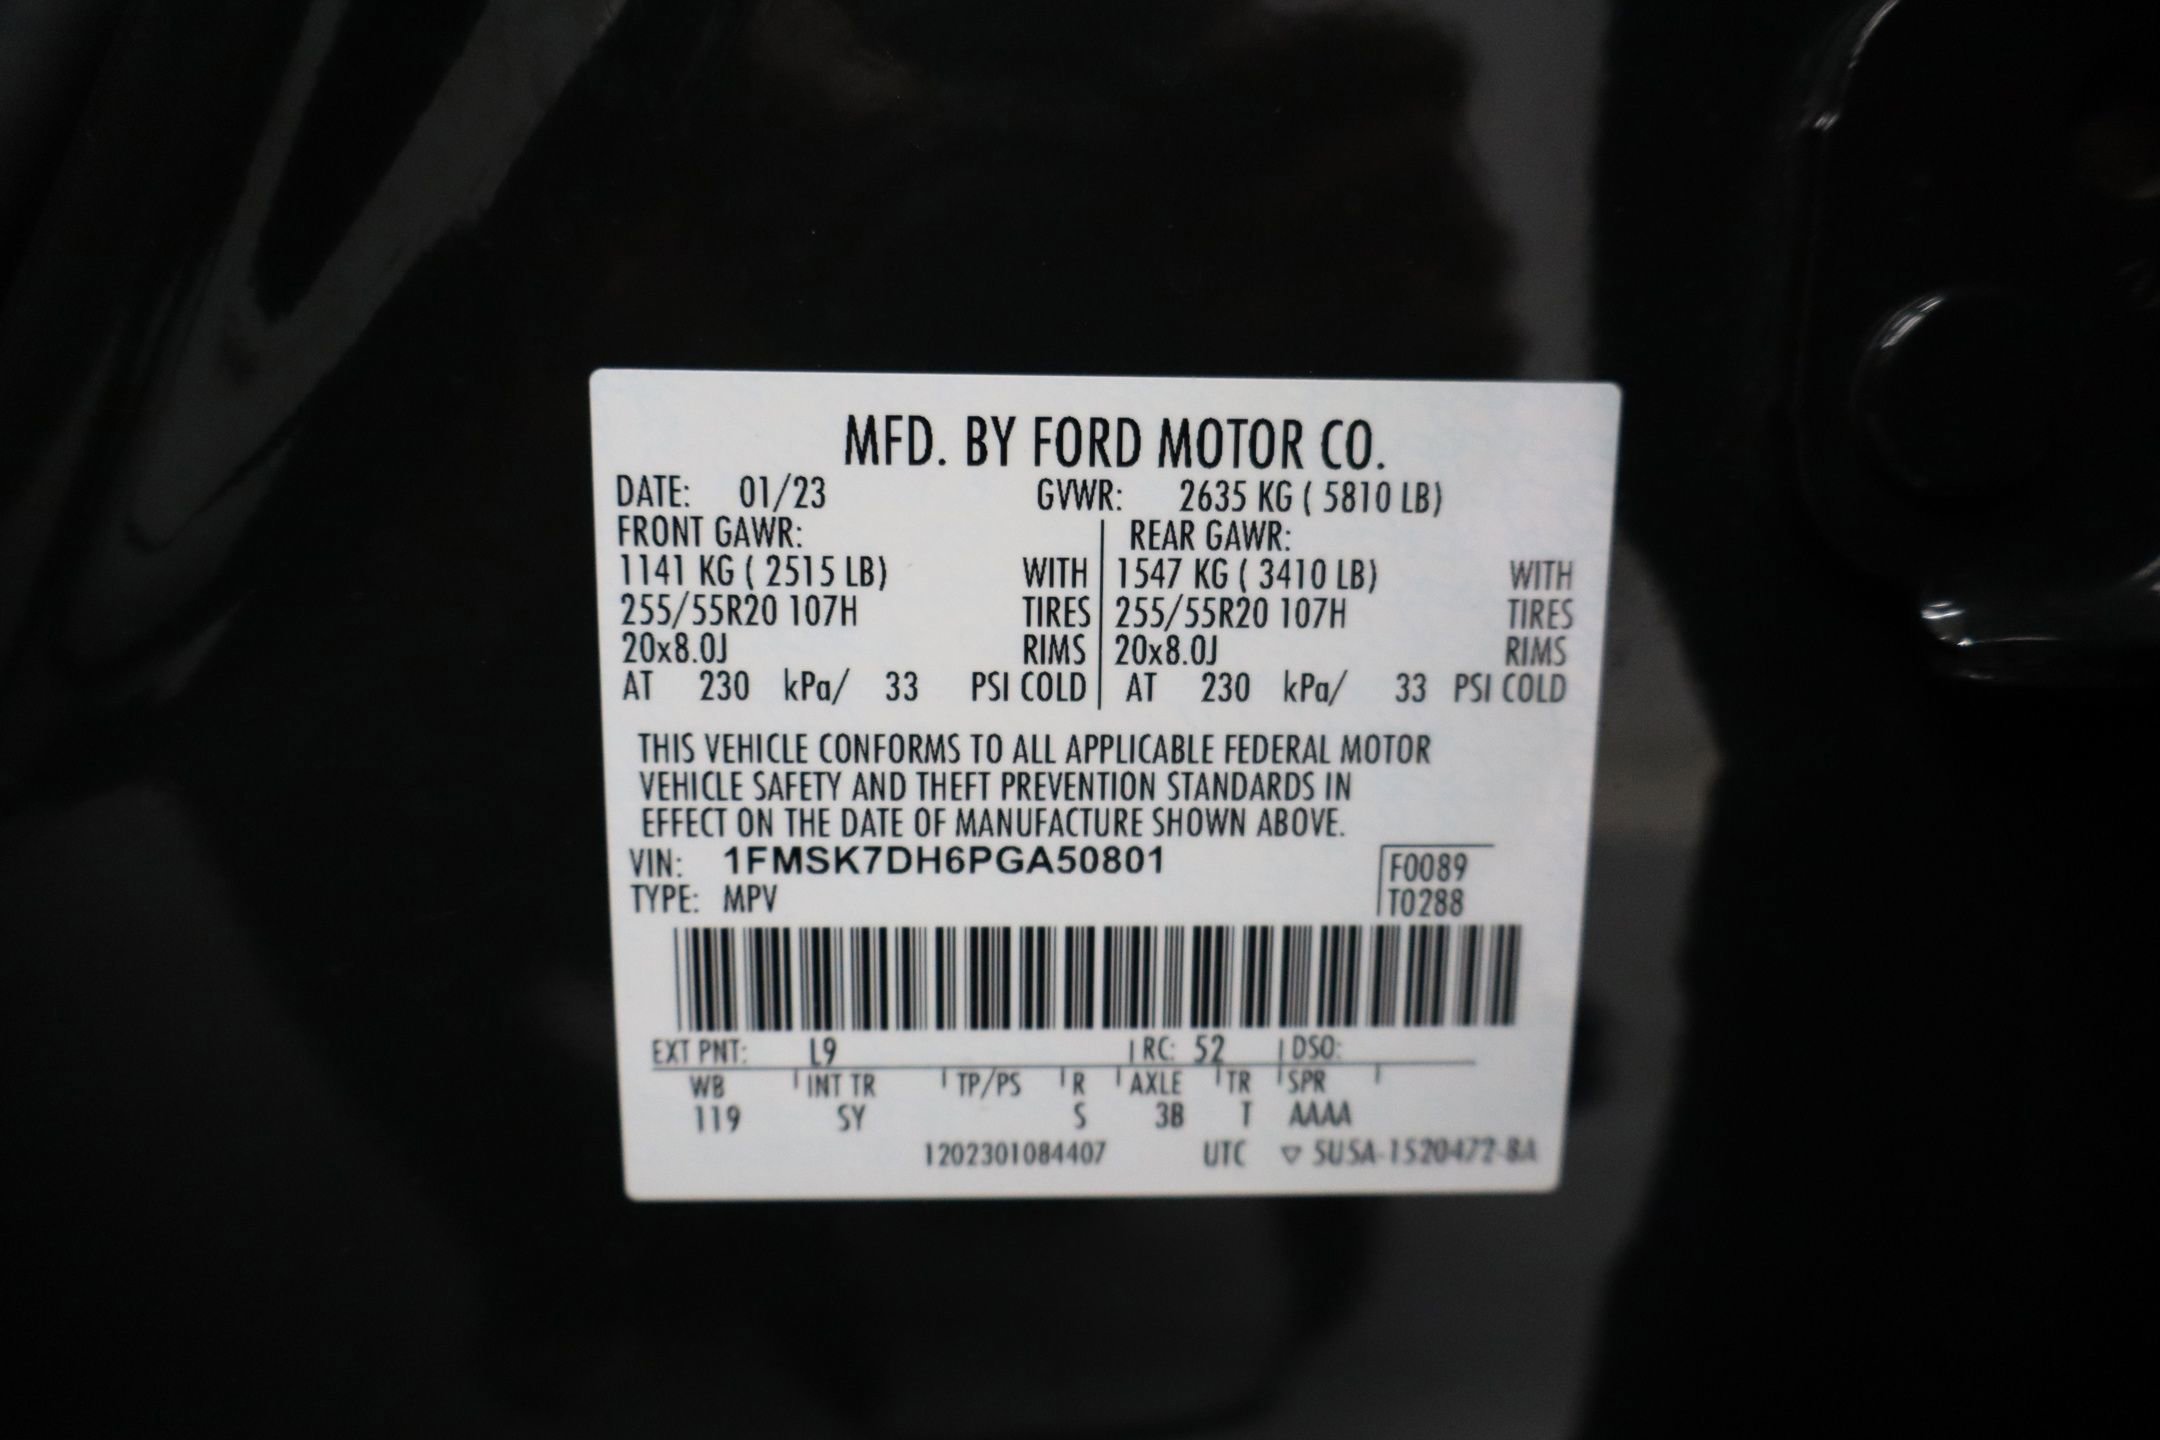 MFD. BY FORD MOTOR CO.
DATE: 01/23 GVWR: 2635 KG ( 5810 LB)
FRONT GAWR: REAR GAWR:
1141 KG ( 2515 LB) WITH 1547 KG ( 3410 LB) WITH
255/55R20 107H TIRES 255/55R20 107H TIRES
20x8.0J RIMS 20x8.0J RIMS
AT 230 kPa/ 33 PSI COLD AT 230 kPa/ 33 PSI COLD
THIS VEHICLE CONFORMS TO ALL APPLICABLE FEDERAL MOTOR
VEHICLE SAFETY AND THEFT PREVENTION STANDARDS IN
EFFECT ON THE DATE OF MANUFACTURE SHOWN ABOVE.
VIN: 1FMSK7DH6PGA50801 F0089
TYPE: MPV T0288
EXT PNT: L9 RC: 52 DSO:
WB INT TR TP/PS R AXLE TR SPR
119 SY S 3B T AAAA
1202301084407 UTC ▽ 5U5A-1520472-BA